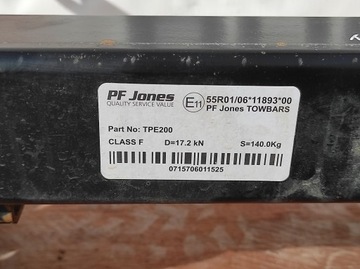 PF Jones
QUALITY SERVICE VALUE
E11
55R01/06*11893*00
PF Jones TOWBARS
Part No: TPE200
CLASS F D=17.2 kN S=140.0Kg
0715706011525